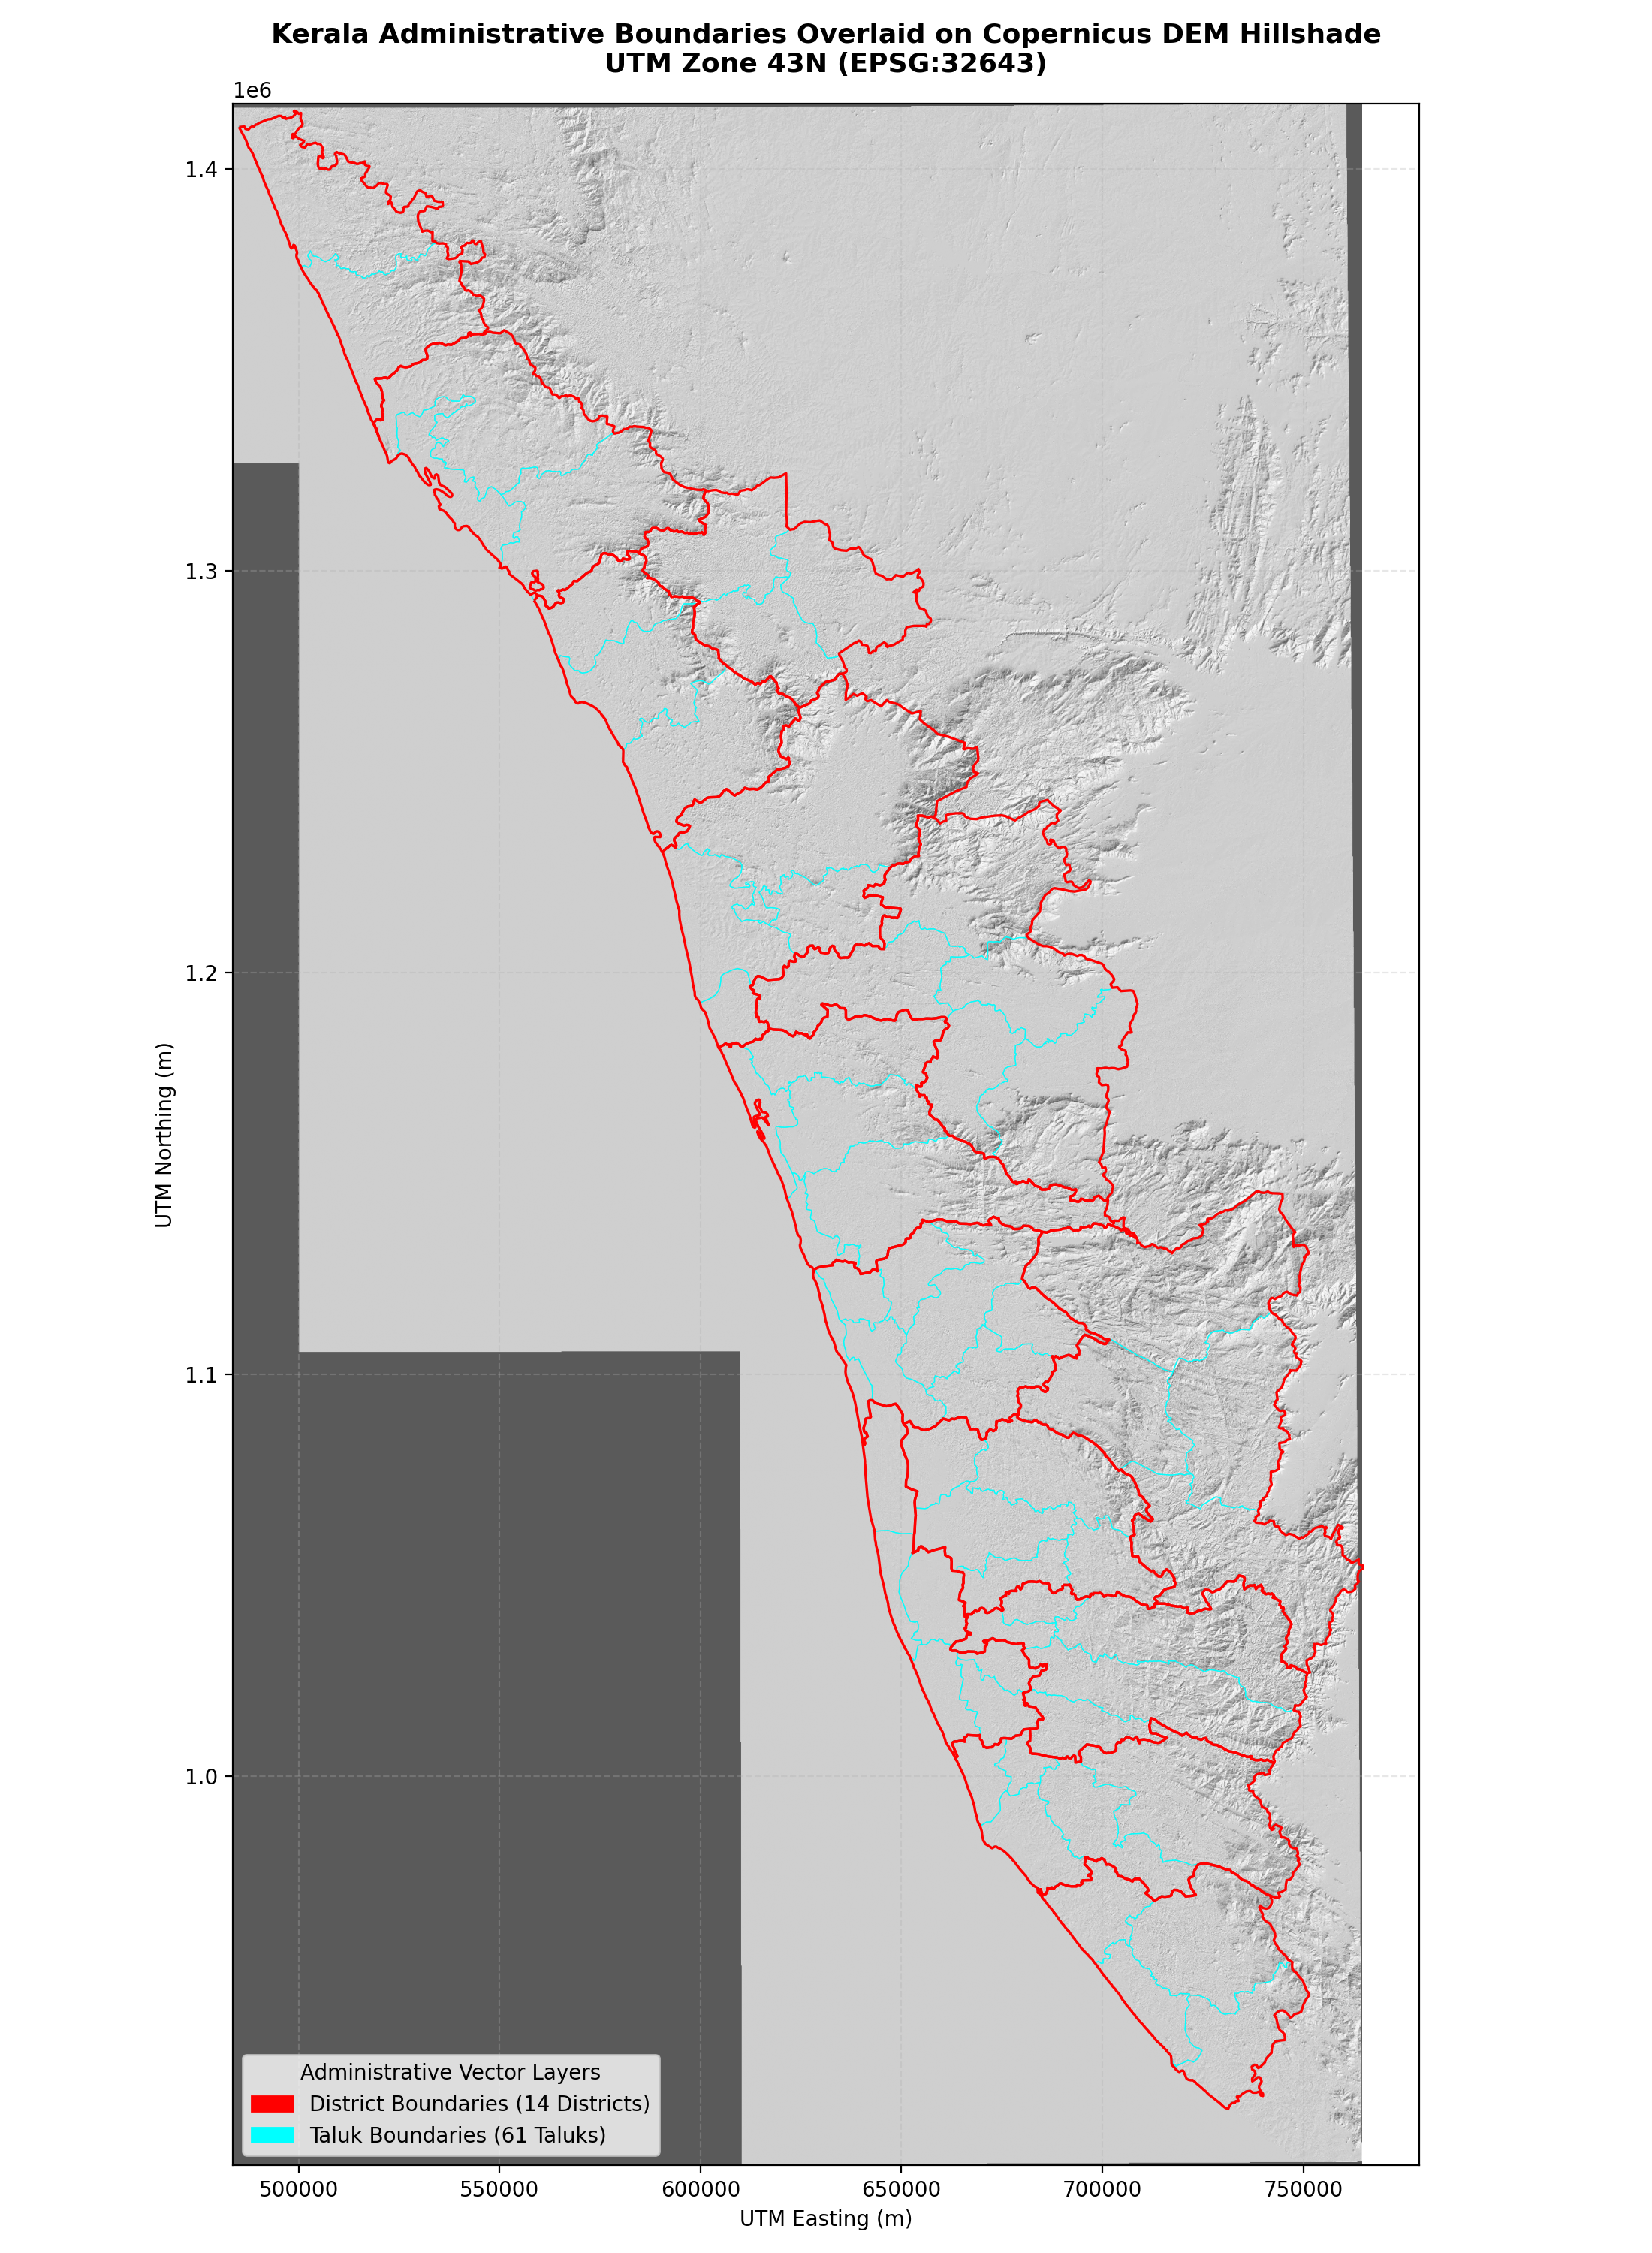 Kerala Administrative Boundaries Overlaid on Copernicus DEM Hillshade
UTM Zone 43N (EPSG:32643)
1e6
1.4
1.3
1.2
1.1
1.0
UTM Northing (m)
Administrative Vector Layers
District Boundaries (14 Districts)
Taluk Boundaries (61 Taluks)
500000 550000 600000 650000 700000 750000
UTM Easting (m)